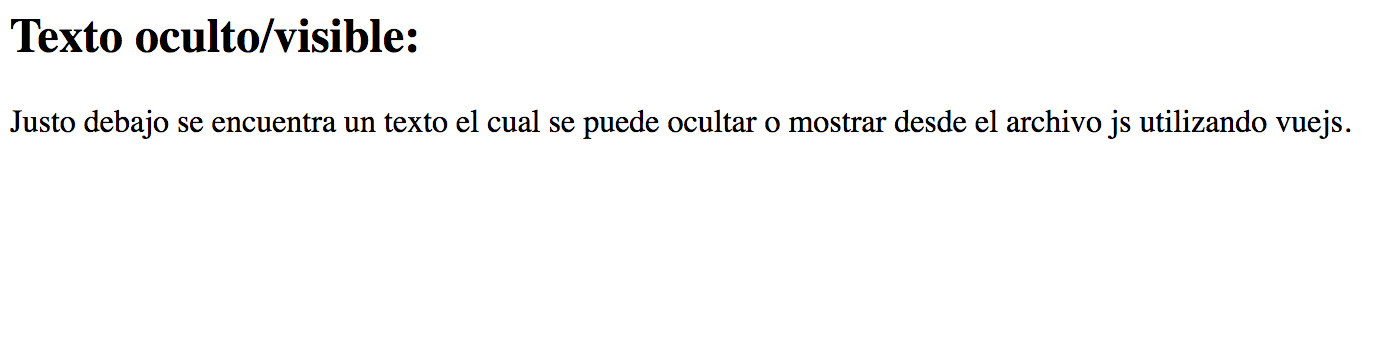 Texto oculto/visible:
Justo debajo se encuentra un texto el cual se puede ocultar o mostrar desde el archivo js utilizando vuejs.